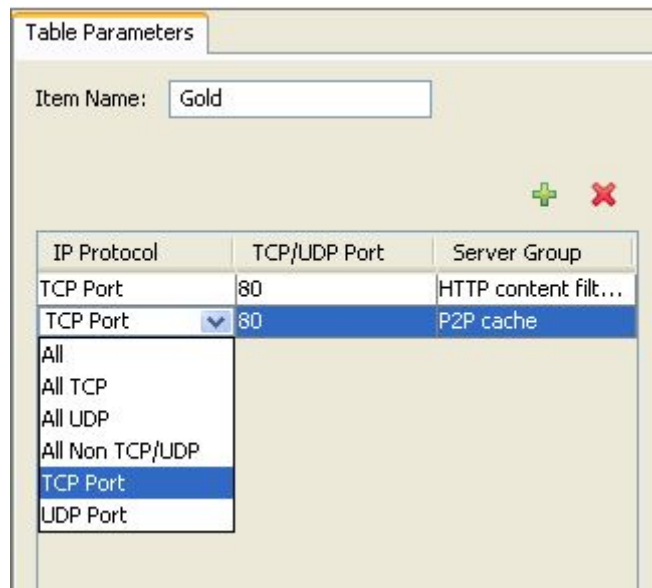 Table Parameters
Item Name: Gold
IP Protocol TCP/UDP Port Server Group
TCP Port 80 HTTP content filt...
TCP Port 80 P2P cache
All
All TCP
All UDP
All Non TCP/UDP
TCP Port
UDP Port